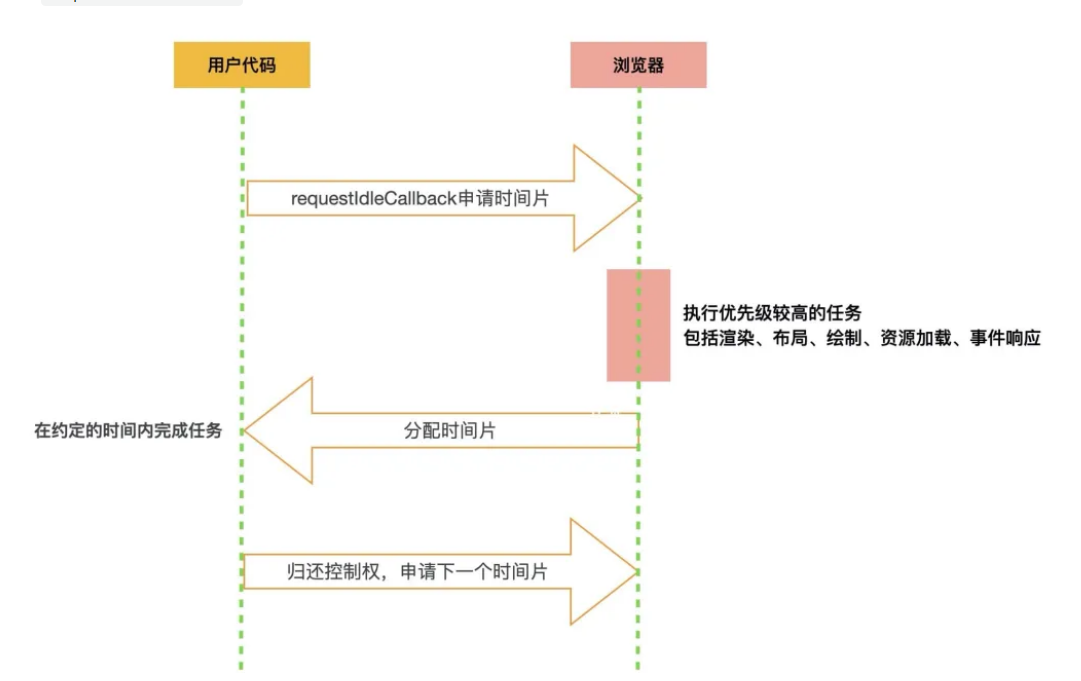 用户代码
浏览器
requestIdleCallback申请时间片
执行优先级较高的任务
包括渲染、布局、绘制、资源加载、事件响应
在约定的时间内完成任务
分配时间片
归还控制权，申请下一个时间片